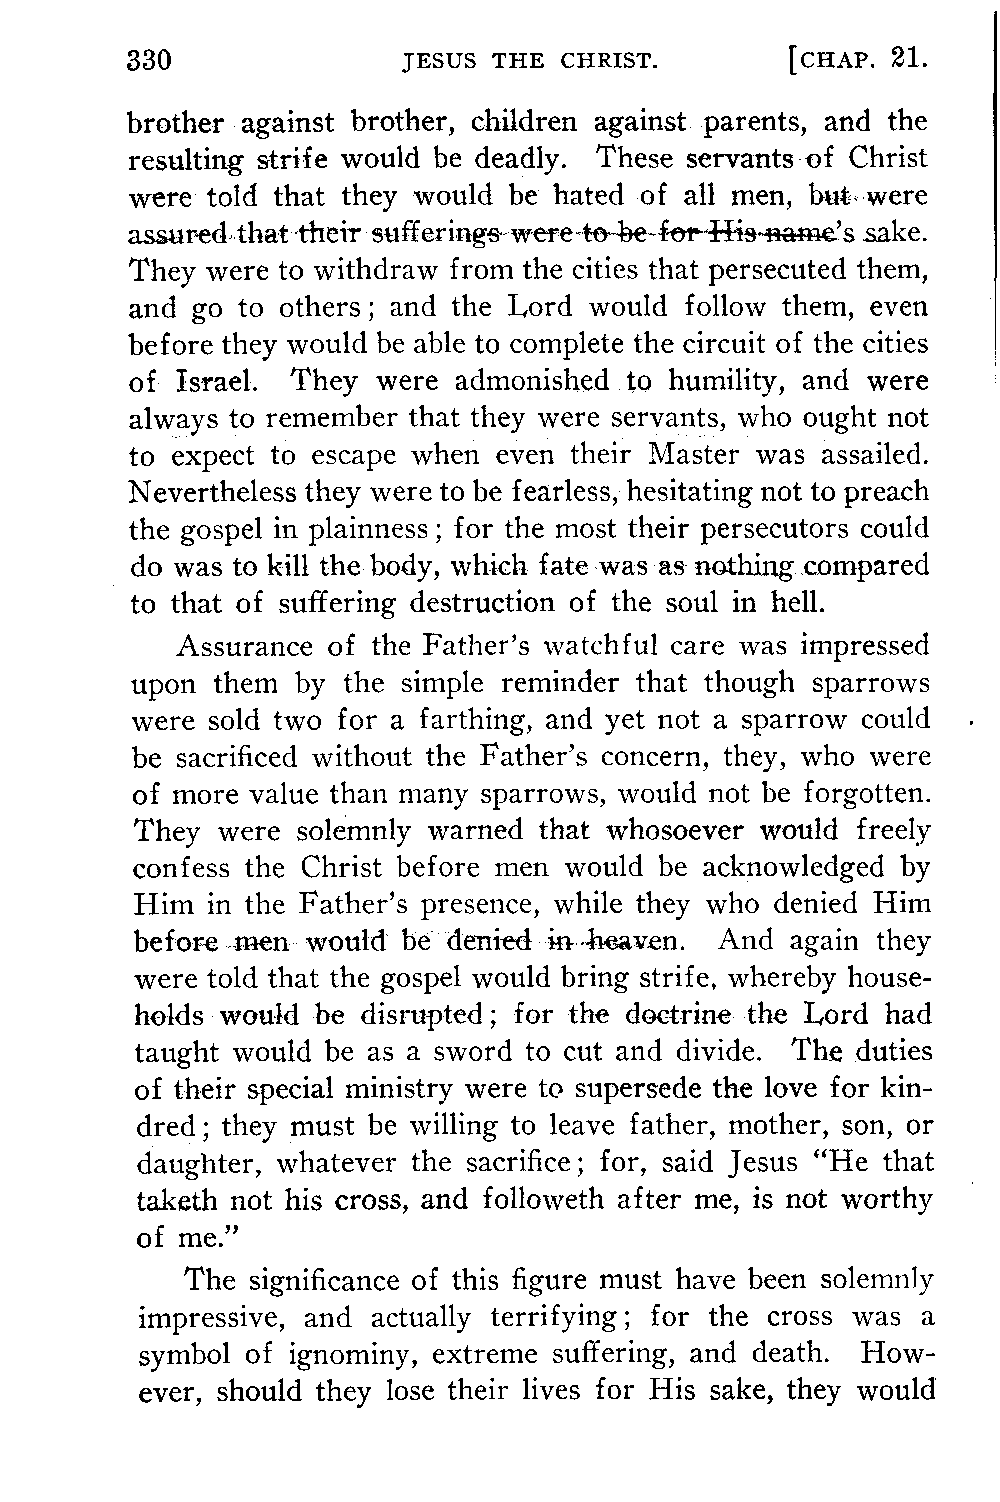 330 JESUS THE CHRIST. [CHAP. 21.
brother against brother, children against parents, and the
resulting strife would be deadly. These servants of Christ
were told that they would be hated of all men, but were
assured that their sufferings were to be for His name's sake.
They were to withdraw from the cities that persecuted them,
and go to others; and the Lord would follow them, even
before they would be able to complete the circuit of the cities
of Israel. They were admonished to humility, and were
always to remember that they were servants, who ought not
to expect to escape when even their Master was assailed.
Nevertheless they were to be fearless, hesitating not to preach
the gospel in plainness; for the most their persecutors could
do was to kill the body, which fate was as nothing compared
to that of suffering destruction of the soul in hell.
Assurance of the Father's watchful care was impressed
upon them by the simple reminder that though sparrows
were sold two for a farthing, and yet not a sparrow could
be sacrificed without the Father's concern, they, who were
of more value than many sparrows, would not be forgotten.
They were solemnly warned that whosoever would freely
confess the Christ before men would be acknowledged by
Him in the Father's presence, while they who denied Him
before men would be denied in heaven. And again they
were told that the gospel would bring strife, whereby house-
holds would be disrupted; for the doctrine the Lord had
taught would be as a sword to cut and divide. The duties
of their special ministry were to supersede the love for kin-
dred; they must be willing to leave father, mother, son, or
daughter, whatever the sacrifice; for, said Jesus "He that
taketh not his cross, and followeth after me, is not worthy
of me."
The significance of this figure must have been solemnly
impressive, and actually terrifying; for the cross was a
symbol of ignominy, extreme suffering, and death. How-
ever, should they lose their lives for His sake, they would